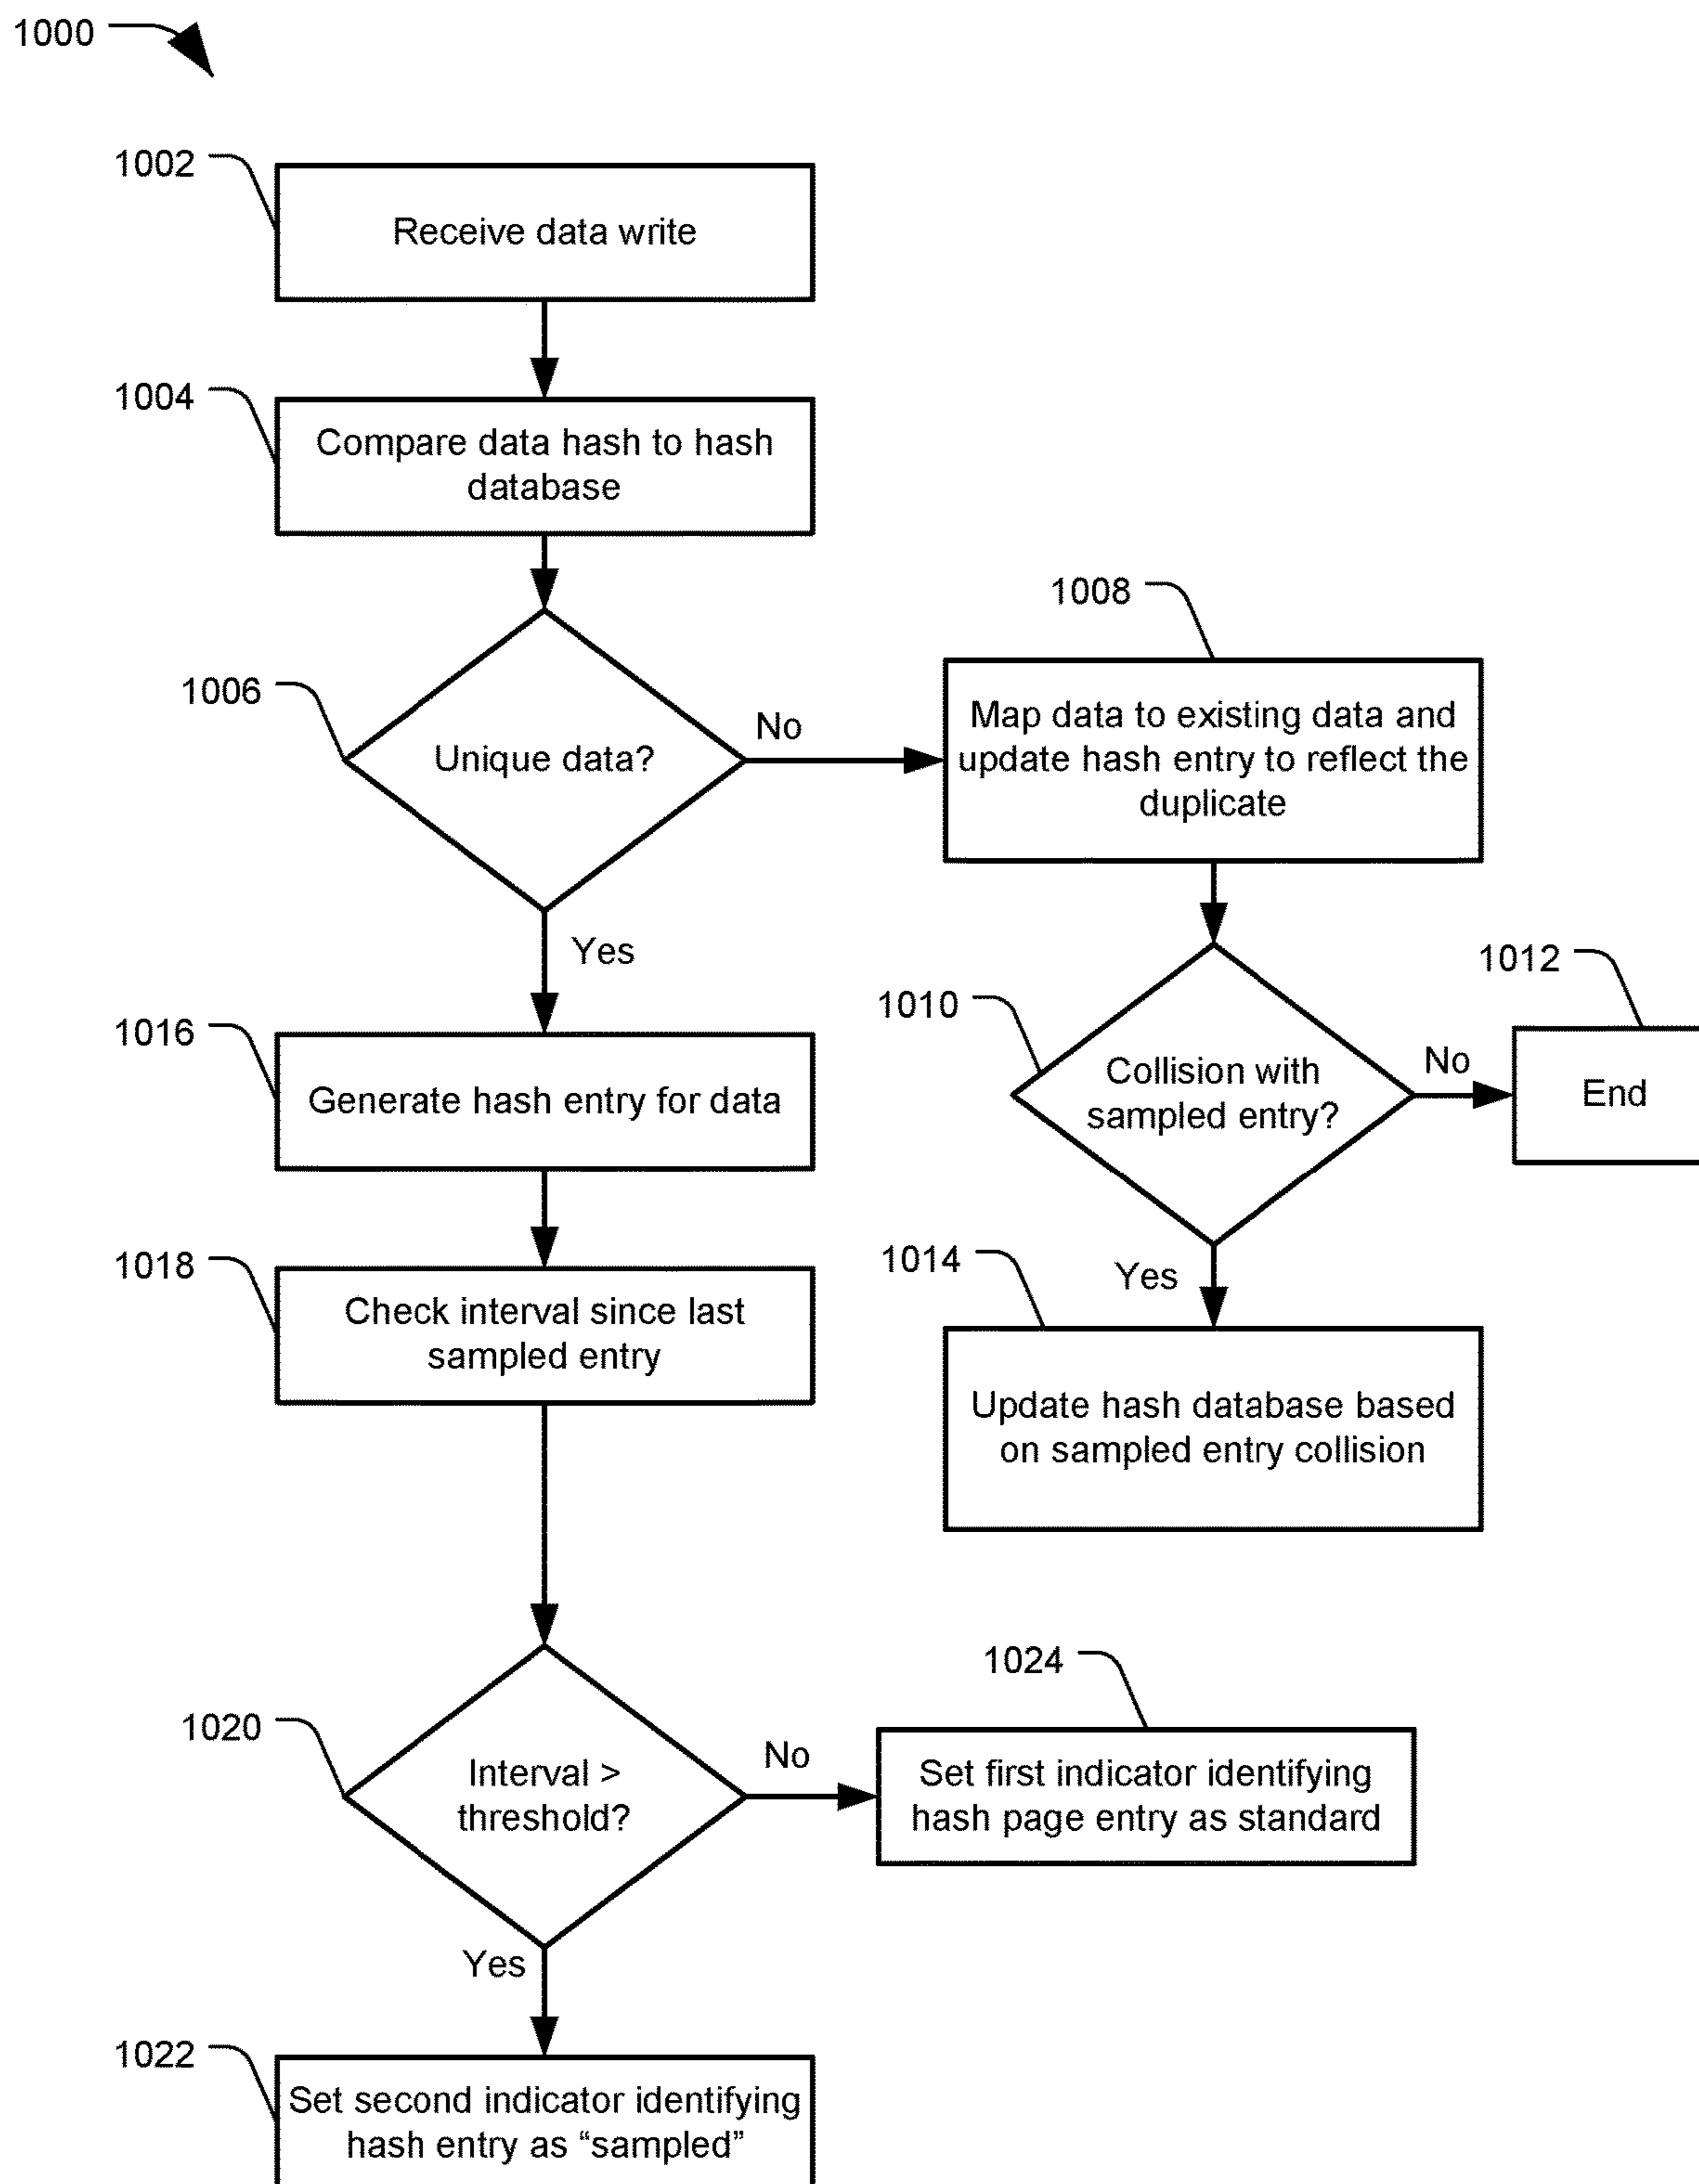 1000
1002
Receive data write
1004
Compare data hash to hash
database
1006
Unique data?
No
Yes
1008
Map data to existing data and
update hash entry to reflect the
duplicate
1010
Collision with
sampled entry?
No
1012
End
Yes
1014
Update hash database based
on sampled entry collision
1016
Generate hash entry for data
1018
Check interval since last
sampled entry
1020
Interval >
threshold?
No
1024
Set first indicator identifying
hash page entry as standard
Yes
1022
Set second indicator identifying
hash entry as “sampled”